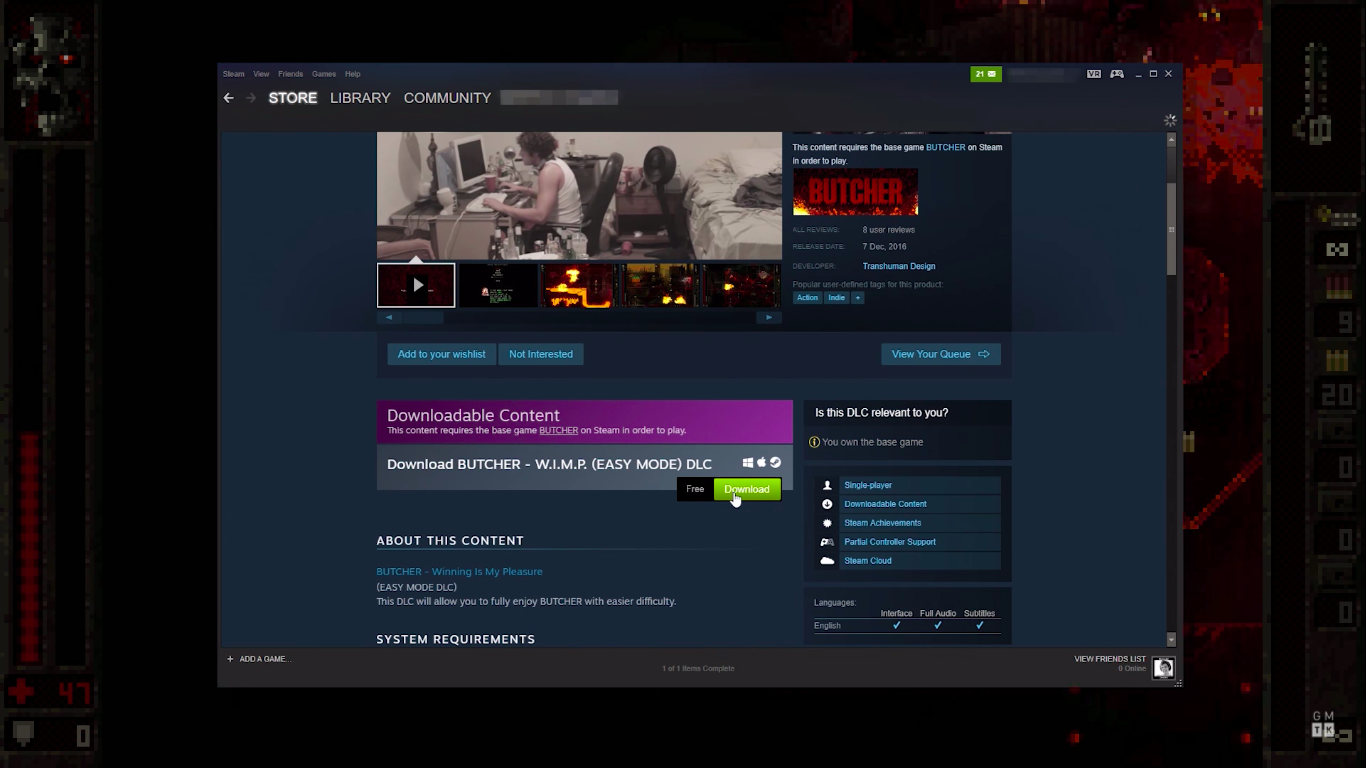 Steam View Friends Games Help
21
STORE LIBRARY COMMUNITY
This content requires the base game BUTCHER on Steam
in order to play.
BUTCHER
ALL REVIEWS: 8 user reviews
RELEASE DATE: 7 Dec, 2016
DEVELOPER: Transhuman Design
Popular user-defined tags for this product:
Action Indie +
Add to your wishlist Not Interested View Your Queue
Downloadable Content
This content requires the base game BUTCHER on Steam in order to play.
Is this DLC relevant to you?
You own the base game
Download BUTCHER - W.I.M.P. (EASY MODE) DLC
Free Download
Single-player
Downloadable Content
Steam Achievements
Partial Controller Support
Steam Cloud
ABOUT THIS CONTENT
BUTCHER - Winning Is My Pleasure
(EASY MODE DLC)
This DLC will allow you to fully enjoy BUTCHER with easier difficulty.
Languages:
Interface Full Audio Subtitles
English ✔ ✔ ✔
SYSTEM REQUIREMENTS
+ ADD A GAME...
1 of 1 Items Complete
VIEW FRIENDS LIST
0 Online
VR
47
0
9
20
0
0
0
GM
TK